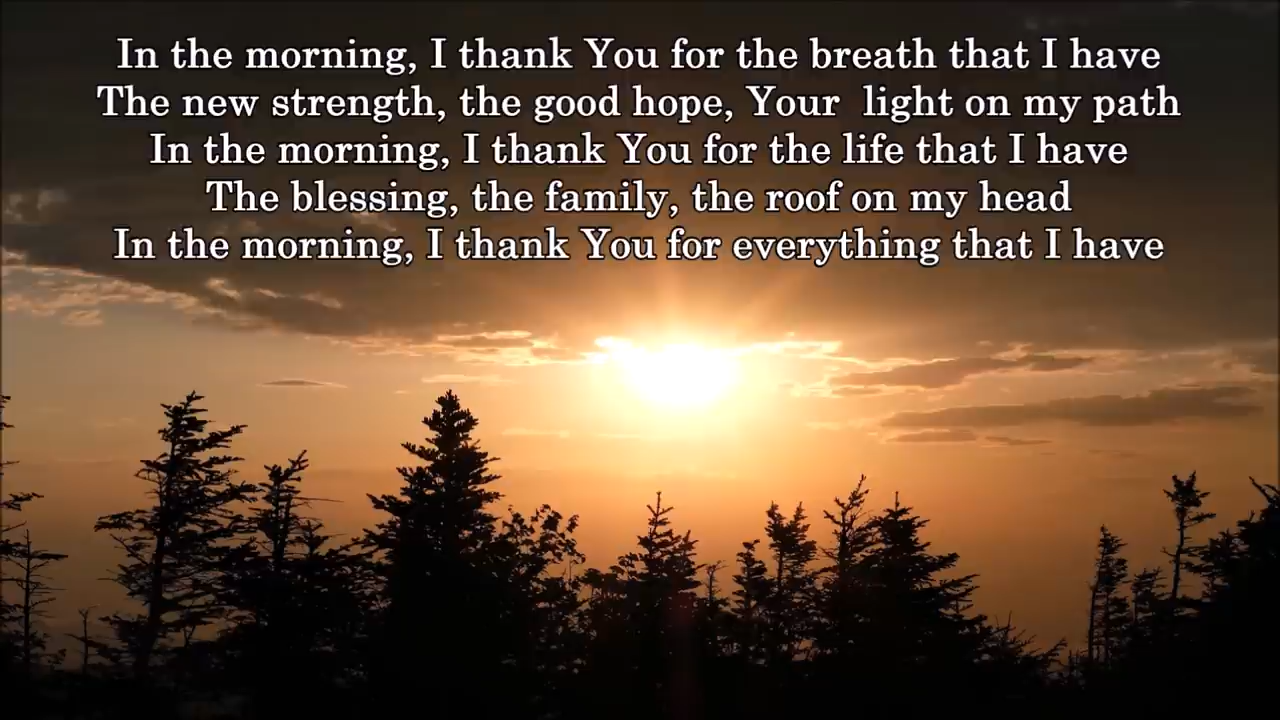 In the morning, I thank You for the breath that I have
The new strength, the good hope, Your  light on my path
In the morning, I thank You for the life that I have
The blessing, the family, the roof on my head
In the morning, I thank You for everything that I have